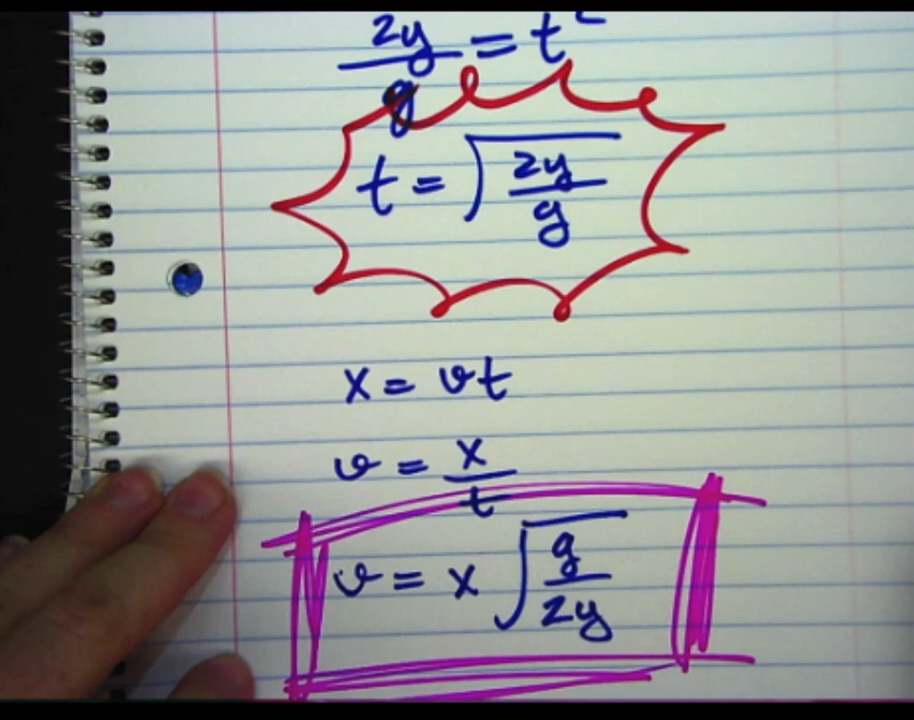 2y/g = t²
t = √(2y/g)
x = vt
v = x/t
v = x √(g/2y)